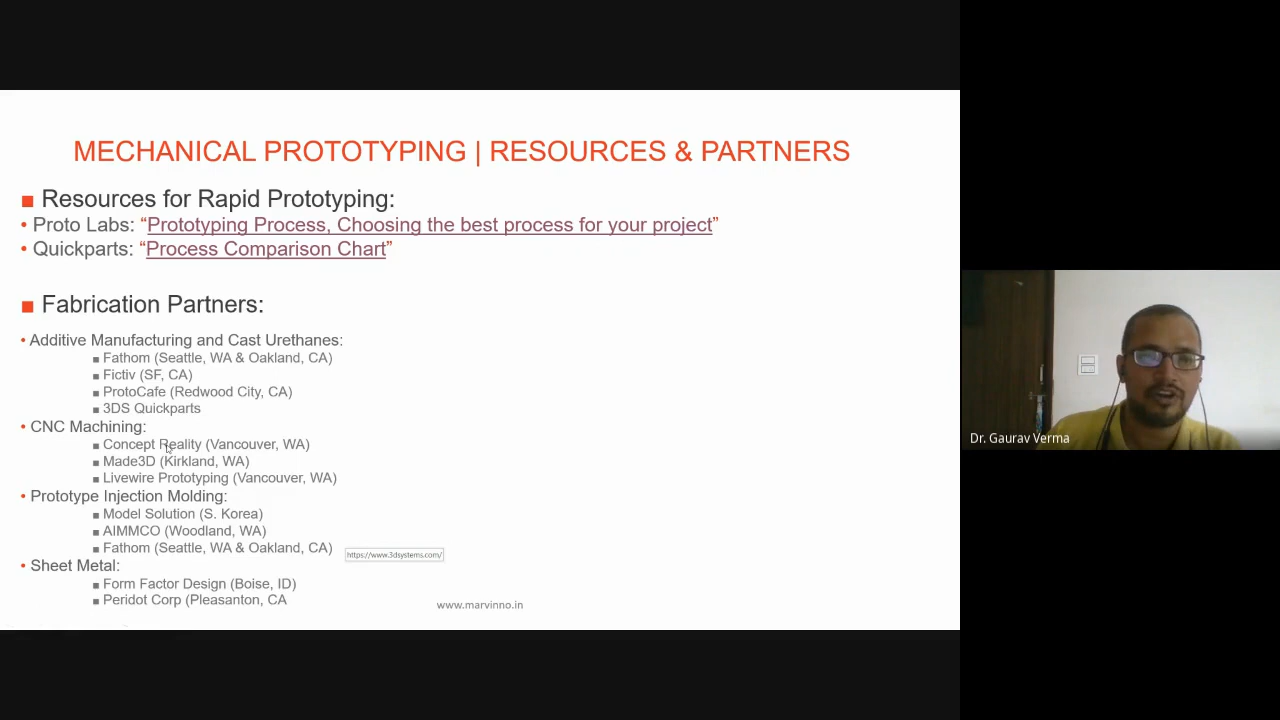 MECHANICAL PROTOTYPING | RESOURCES & PARTNERS
■ Resources for Rapid Prototyping:
• Proto Labs: “Prototyping Process, Choosing the best process for your project”
• Quickparts: “Process Comparison Chart”
■ Fabrication Partners:
• Additive Manufacturing and Cast Urethanes:
■ Fathom (Seattle, WA & Oakland, CA)
■ Fictiv (SF, CA)
■ ProtoCafe (Redwood City, CA)
■ 3DS Quickparts
• CNC Machining:
■ Concept Reality (Vancouver, WA)
■ Made3D (Kirkland, WA)
■ Livewire Prototyping (Vancouver, WA)
• Prototype Injection Molding:
■ Model Solution (S. Korea)
■ AIMMCO (Woodland, WA)
■ Fathom (Seattle, WA & Oakland, CA)
https://www.3dsystems.com/
• Sheet Metal:
■ Form Factor Design (Boise, ID)
■ Peridot Corp (Pleasanton, CA
www.marvinno.in
Dr. Gaurav Verma